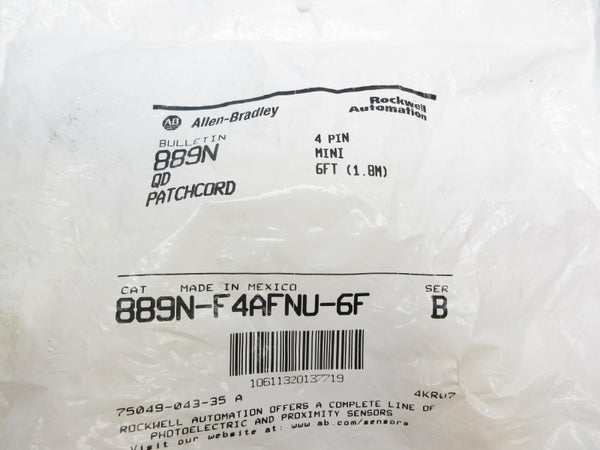 AB Allen-Bradley
Rockwell
Automation
BULLETIN
889N
QD
PATCHCORD
4 PIN
MINI
6FT (1.8M)
CAT MADE IN MEXICO SER
889N-F4AFNU-6F B
10611320137719
75049-043-35 A 4KR07
ROCKWELL AUTOMATION OFFERS A COMPLETE LINE OF
PHOTOELECTRIC AND PROXIMITY SENSORS
Visit our website at: www.ab.com/sensors